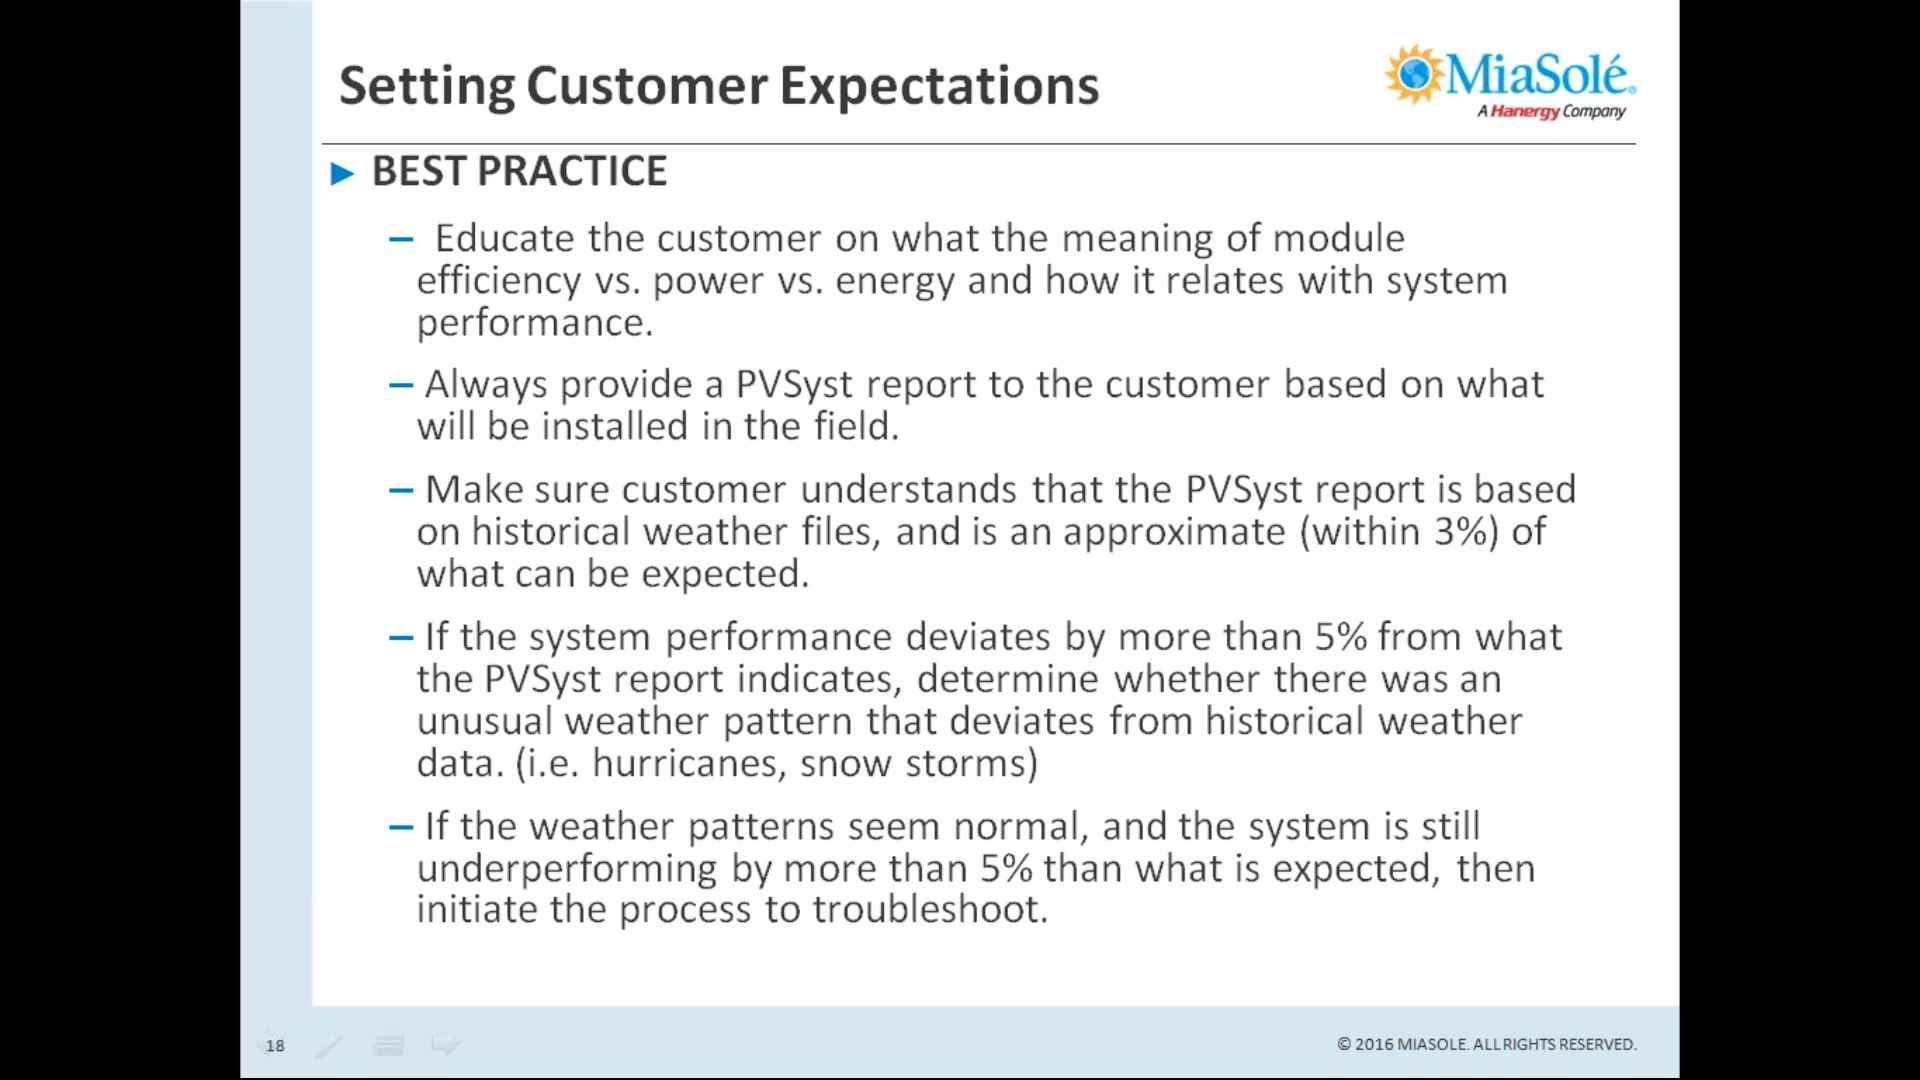 Setting Customer Expectations
MiaSolé®
A Hanergy Company
► BEST PRACTICE
– Educate the customer on what the meaning of module
efficiency vs. power vs. energy and how it relates with system
performance.
– Always provide a PVSyst report to the customer based on what
will be installed in the field.
– Make sure customer understands that the PVSyst report is based
on historical weather files, and is an approximate (within 3%) of
what can be expected.
– If the system performance deviates by more than 5% from what
the PVSyst report indicates, determine whether there was an
unusual weather pattern that deviates from historical weather
data. (i.e. hurricanes, snow storms)
– If the weather patterns seem normal, and the system is still
underperforming by more than 5% than what is expected, then
initiate the process to troubleshoot.
18
© 2016 MIASOLE. ALL RIGHTS RESERVED.